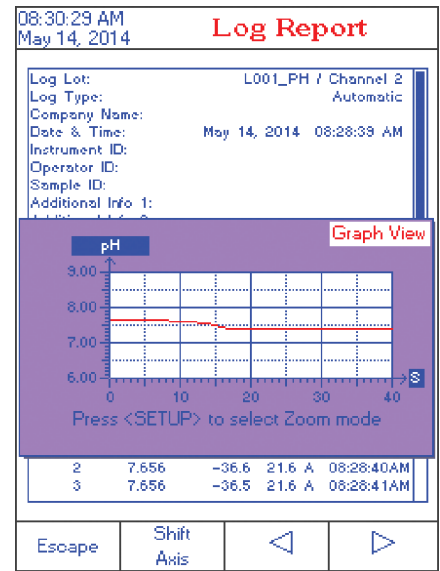 08:30:29 AM
May 14, 2014
Log Report
Log Lot: L001_PH / Channel 2
Log Type: Automatic
Company Name:
Date & Time: May 14, 2014 08:28:39 AM
Instrument ID:
Operator ID:
Sample ID:
Additional Info 1:
Graph View
pH
9.00
8.00
7.00
6.00
0 10 20 30 40
S
Press <SETUP> to select Zoom mode
2 7.656 -36.6 21.6 A 08:28:40AM
3 7.656 -36.5 21.6 A 08:28:41AM
Escape
Shift
Axis